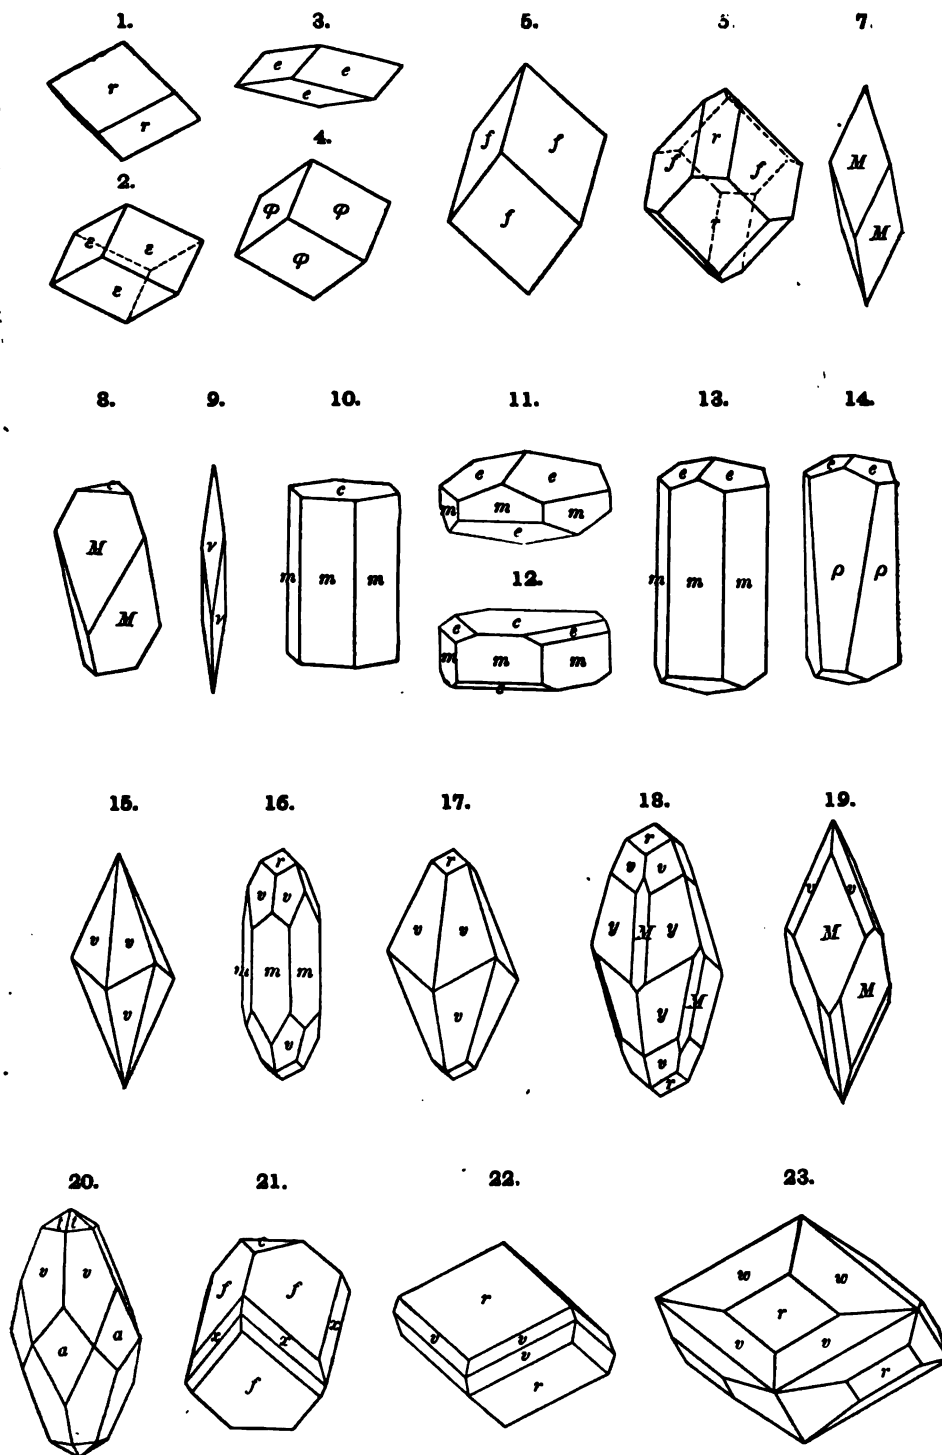 1. 3. 5. 5. 7.
r e e f f r f M
r e f r M
2. 4.
ε ε ε φ φ φ
8. 9. 10. 11. 13. 14.
c M M ν ν c m m m e e m m m e e e m m m e ρ ρ
12.
e c e m m m e
15. 16. 17. 18. 19.
v v v r v v m m m v r v v v r v v y M y y M v r v v M M
20. 21. 22. 23.
t t v v a a c f f x x x f r v v v r w w r v v r